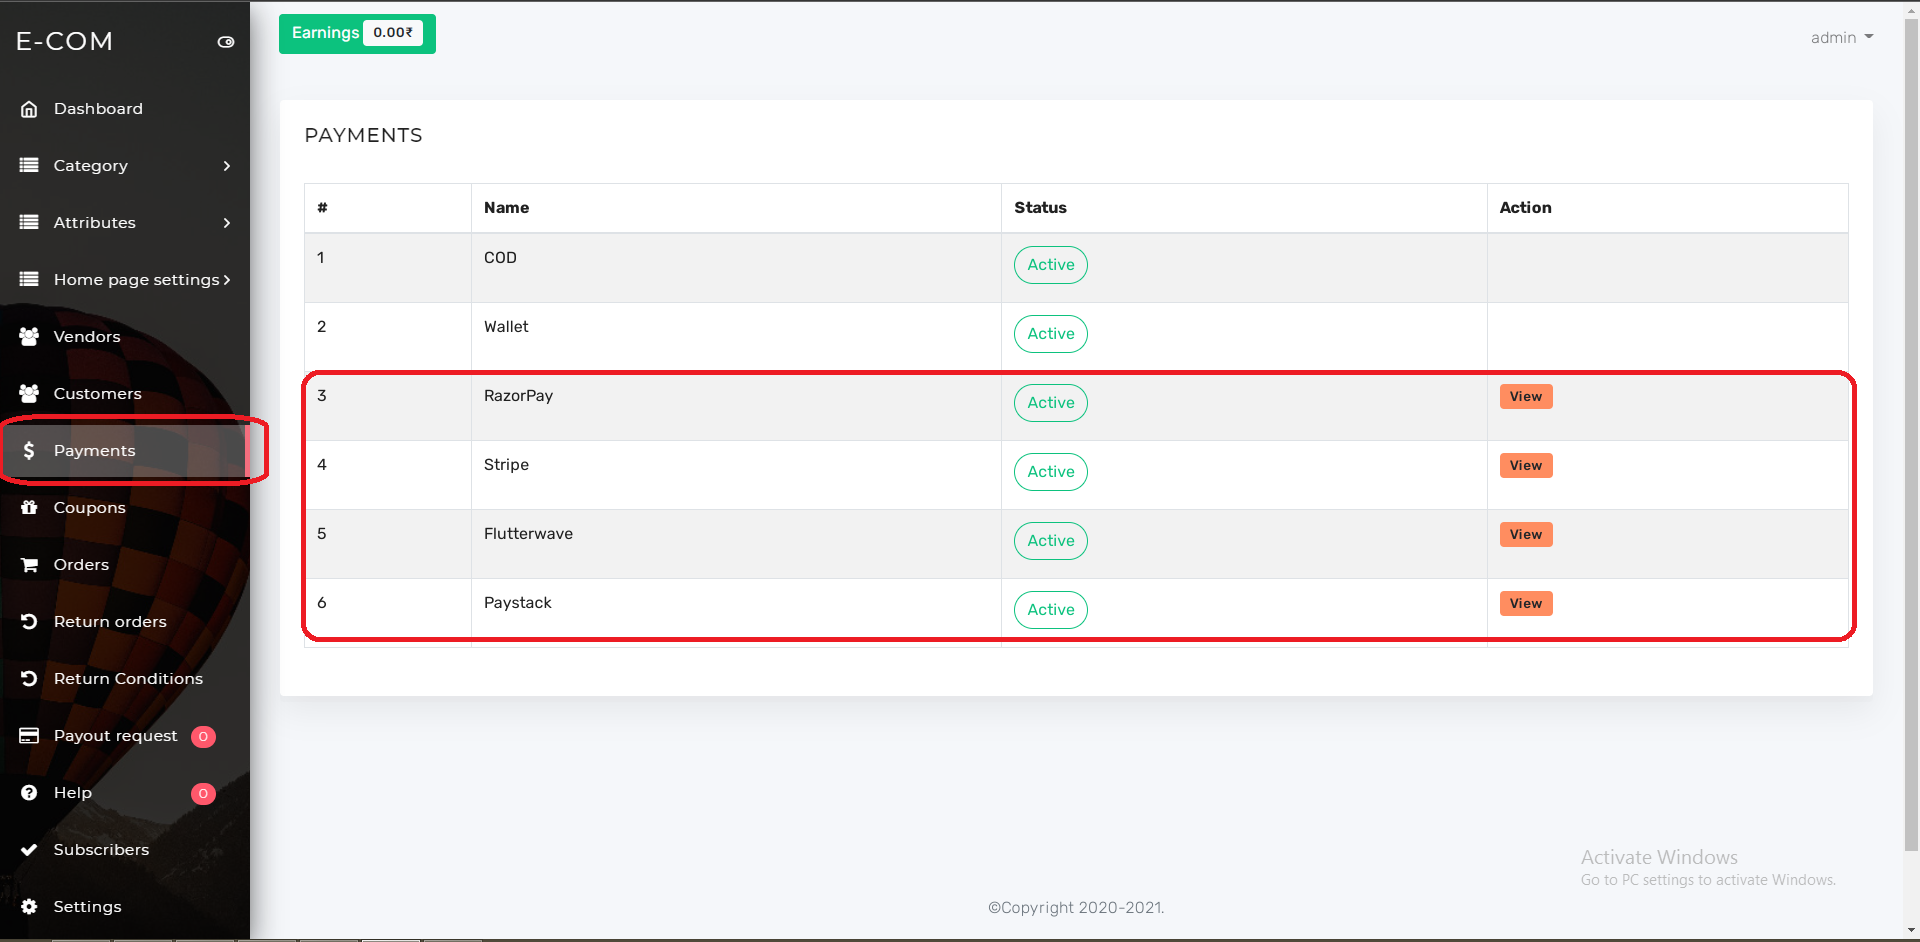 E-COM
Dashboard
Category
Attributes
Home page settings
Vendors
Customers
Payments
Coupons
Orders
Return orders
Return Conditions
Payout request 0
Help 0
Subscribers
Settings
Earnings 0.00₹
admin
PAYMENTS
# Name Status Action
1 COD Active
2 Wallet Active
3 RazorPay Active View
4 Stripe Active View
5 Flutterwave Active View
6 Paystack Active View
Activate Windows
Go to PC settings to activate Windows.
©Copyright 2020-2021.